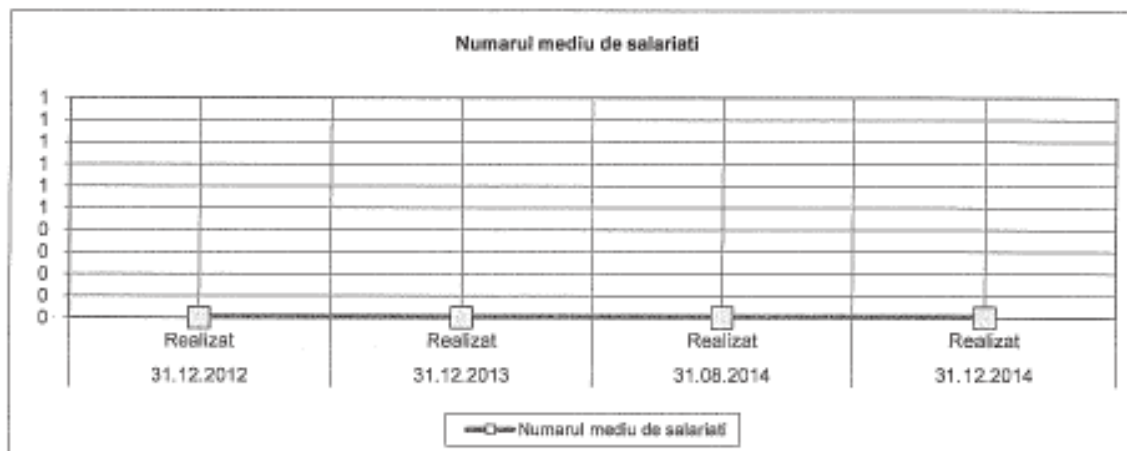 Numarul mediu de salariati
1
1
1
1
1
1
0
0
0
0
0
Realizat Realizat Realizat Realizat
31.12.2012 31.12.2013 31.08.2014 31.12.2014
Numarul mediu de salariati